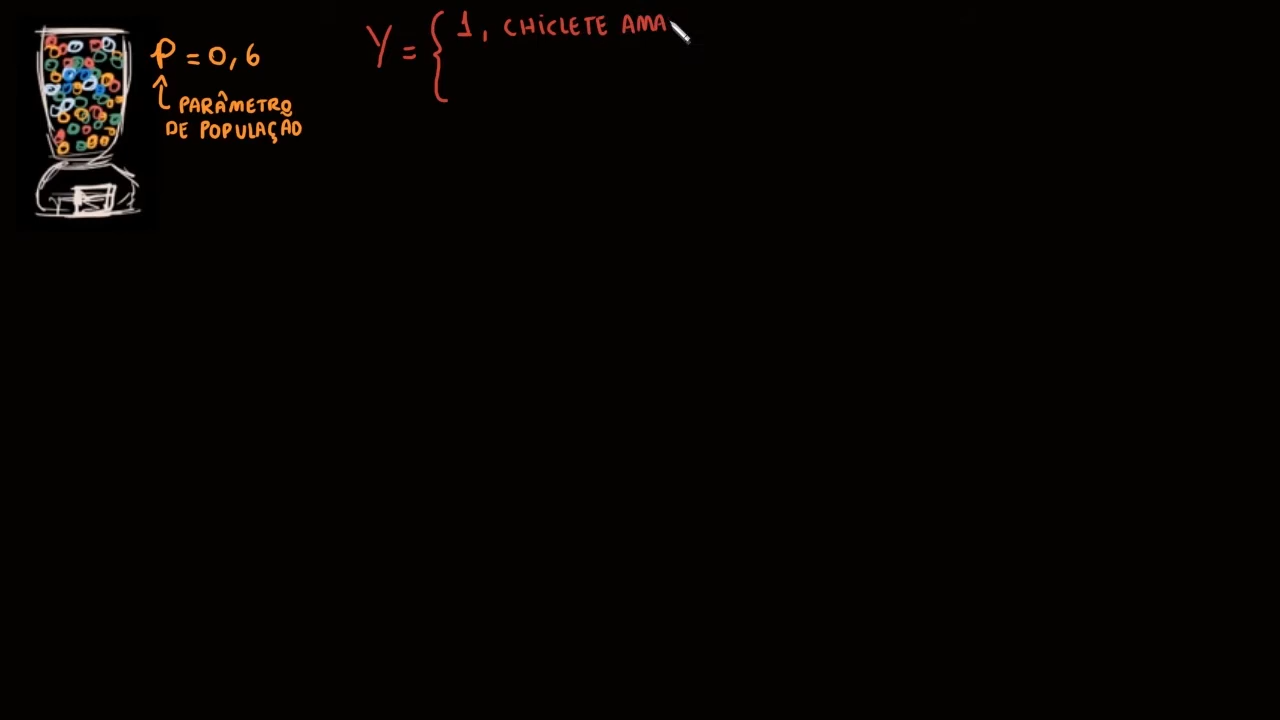 P = 0,6
PARÂMETRO
DE POPULAÇÃO
Y = { 1, CHICLETE AMA